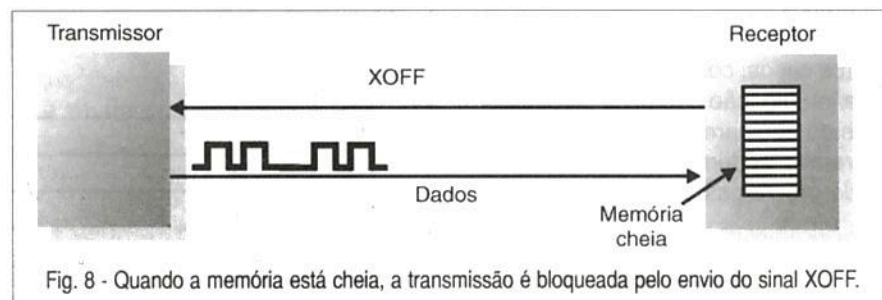 Transmissor
Receptor
XOFF
Dados
Memória
cheia
Fig. 8 - Quando a memória está cheia, a transmissão é bloqueada pelo envio do sinal XOFF.